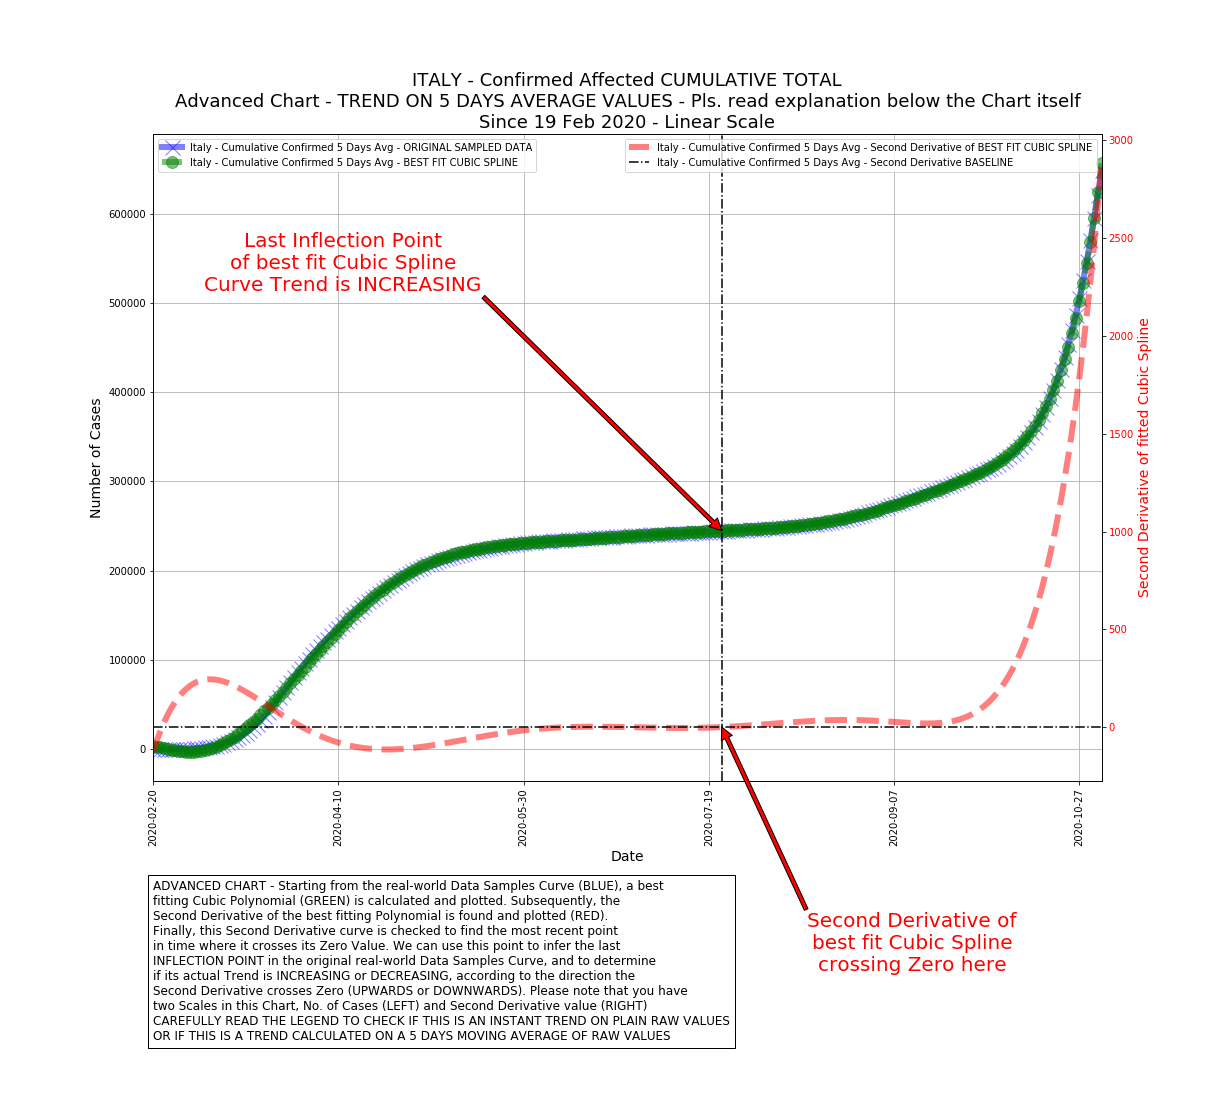 ITALY - Confirmed Affected CUMULATIVE TOTAL
Advanced Chart - TREND ON 5 DAYS AVERAGE VALUES - Pls. read explanation below the Chart itself
Since 19 Feb 2020 - Linear Scale
Italy - Cumulative Confirmed 5 Days Avg - ORIGINAL SAMPLED DATA
Italy - Cumulative Confirmed 5 Days Avg - BEST FIT CUBIC SPLINE
Italy - Cumulative Confirmed 5 Days Avg - Second Derivative of BEST FIT CUBIC SPLINE
Italy - Cumulative Confirmed 5 Days Avg - Second Derivative BASELINE
Last Inflection Point
of best fit Cubic Spline
Curve Trend is INCREASING
Number of Cases
600000
500000
400000
300000
200000
100000
0
3000
2500
2000
1500
1000
500
0
Second Derivative of fitted Cubic Spline
2020-02-20
2020-04-10
2020-05-30
2020-07-19
2020-09-07
2020-10-27
Date
Second Derivative of
best fit Cubic Spline
crossing Zero here
ADVANCED CHART - Starting from the real-world Data Samples Curve (BLUE), a best
fitting Cubic Polynomial (GREEN) is calculated and plotted. Subsequently, the
Second Derivative of the best fitting Polynomial is found and plotted (RED).
Finally, this Second Derivative curve is checked to find the most recent point
in time where it crosses its Zero Value. We can use this point to infer the last
INFLECTION POINT in the original real-world Data Samples Curve, and to determine
if its actual Trend is INCREASING or DECREASING, according to the direction the
Second Derivative crosses Zero (UPWARDS or DOWNWARDS). Please note that you have
two Scales in this Chart, No. of Cases (LEFT) and Second Derivative value (RIGHT)
CAREFULLY READ THE LEGEND TO CHECK IF THIS IS AN INSTANT TREND ON PLAIN RAW VALUES
OR IF THIS IS A TREND CALCULATED ON A 5 DAYS MOVING AVERAGE OF RAW VALUES